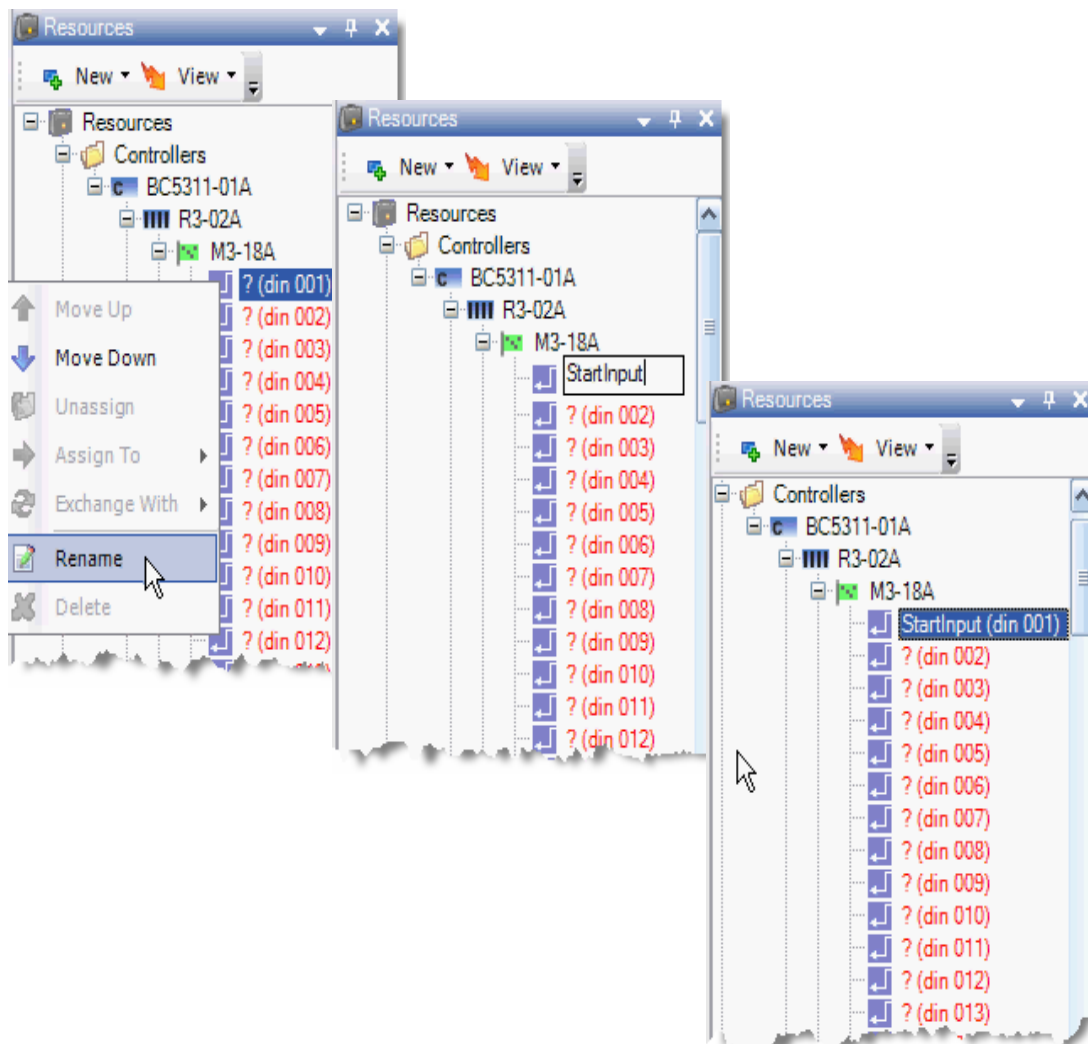 Resources
New View
Resources
Controllers
BC5311-01A
R3-02A
M3-18A
? (din 001)
? (din 002)
? (din 003)
? (din 004)
? (din 005)
? (din 006)
? (din 007)
? (din 008)
? (din 009)
? (din 010)
? (din 011)
? (din 012)
Move Up
Move Down
Unassign
Assign To
Exchange With
Rename
Delete
Resources
New View
Resources
Controllers
BC5311-01A
R3-02A
M3-18A
StartInput
? (din 002)
? (din 003)
? (din 004)
? (din 005)
? (din 006)
? (din 007)
? (din 008)
? (din 009)
? (din 010)
? (din 011)
? (din 012)
Resources
New View
Controllers
BC5311-01A
R3-02A
M3-18A
StartInput (din 001)
? (din 002)
? (din 003)
? (din 004)
? (din 005)
? (din 006)
? (din 007)
? (din 008)
? (din 009)
? (din 010)
? (din 011)
? (din 012)
? (din 013)